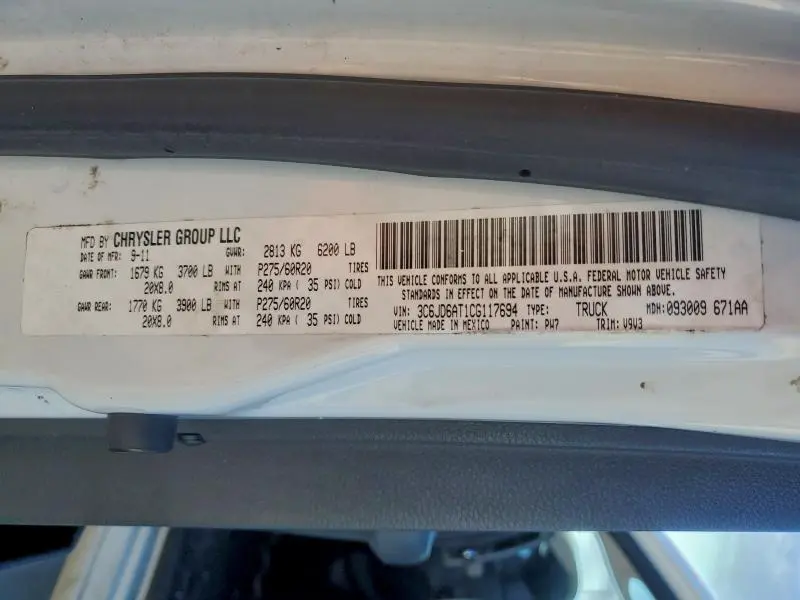 MFD BY CHRYSLER GROUP LLC
DATE OF MFR: 9-11 GVWR: 2813 KG 6200 LB
GAWR FRONT: 1679 KG 3700 LB WITH P275/60R20 TIRES
20X8.0 RIMS AT 240 KPA ( 35 PSI) COLD
GAWR REAR: 1770 KG 3900 LB WITH P275/60R20 TIRES
20X8.0 RIMS AT 240 KPA ( 35 PSI) COLD
THIS VEHICLE CONFORMS TO ALL APPLICABLE U.S.A. FEDERAL MOTOR VEHICLE SAFETY
STANDARDS IN EFFECT ON THE DATE OF MANUFACTURE SHOWN ABOVE.
VIN: 3C6JD6AT1CG117694 TYPE: TRUCK MDH: 093009 671AA
VEHICLE MADE IN MEXICO PAINT: PW7 TRIM: V9V3